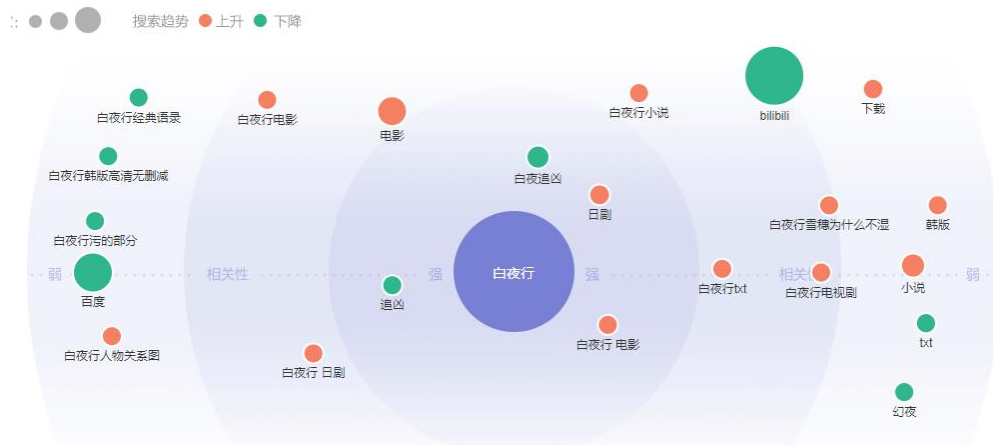 搜索趋势 上升 下降
白夜行经典语录
白夜行电影
电影
白夜行小说
bilibili
下载
白夜行韩版高清无删减
白夜追凶
日剧
白夜行雪穗为什么不湿
韩版
白夜行污的部分
弱
相关性
强
白夜行
强
相关性
弱
百度
追凶
白夜行txt
白夜行电视剧
小说
白夜行人物关系图
白夜行 日剧
白夜行 电影
txt
幻夜